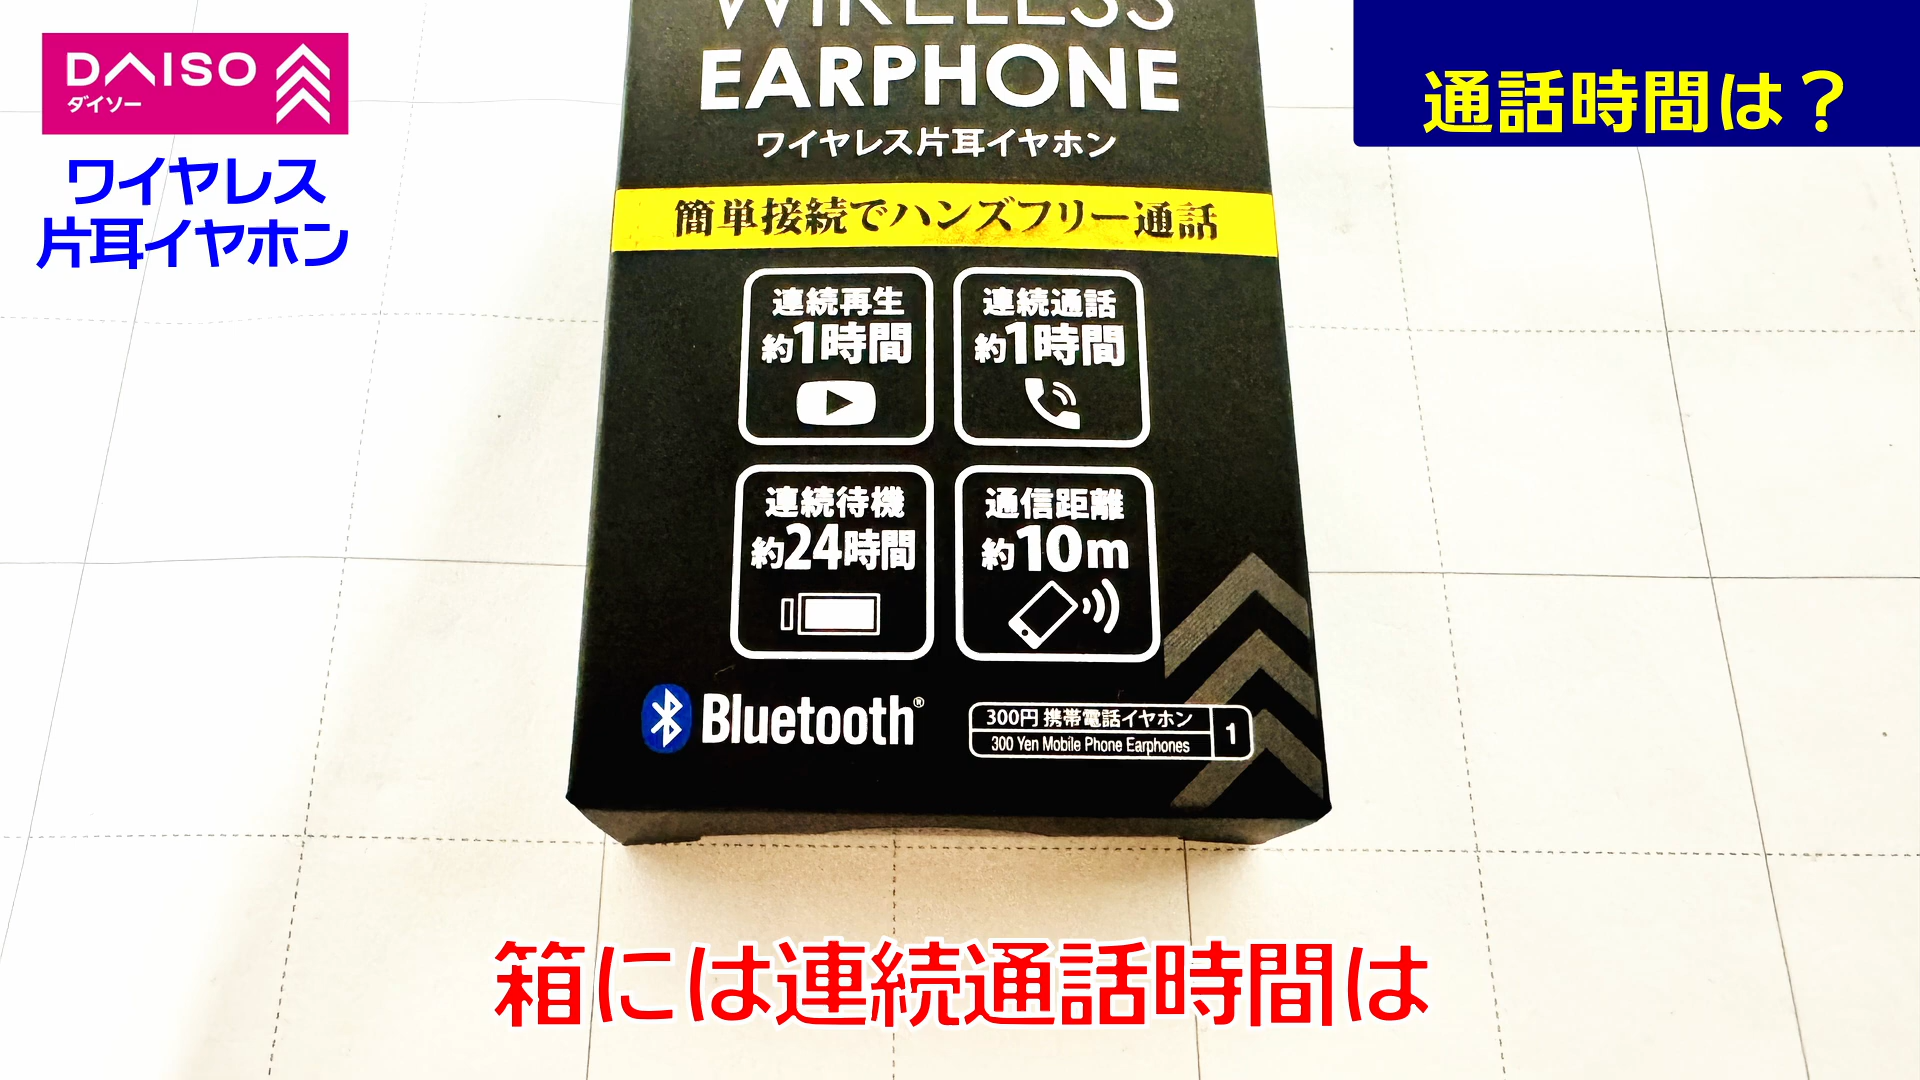 DAISO
ダイソー
ワイヤレス
片耳イヤホン
通話時間は？
WIRELESS
EARPHONE
ワイヤレス片耳イヤホン
簡単接続でハンズフリー通話
連続再生
約1時間
連続通話
約1時間
連続待機
約24時間
通信距離
約10m
Bluetooth®
300円 携帯電話イヤホン
300 Yen Mobile Phone Earphones
1
箱には連続通話時間は